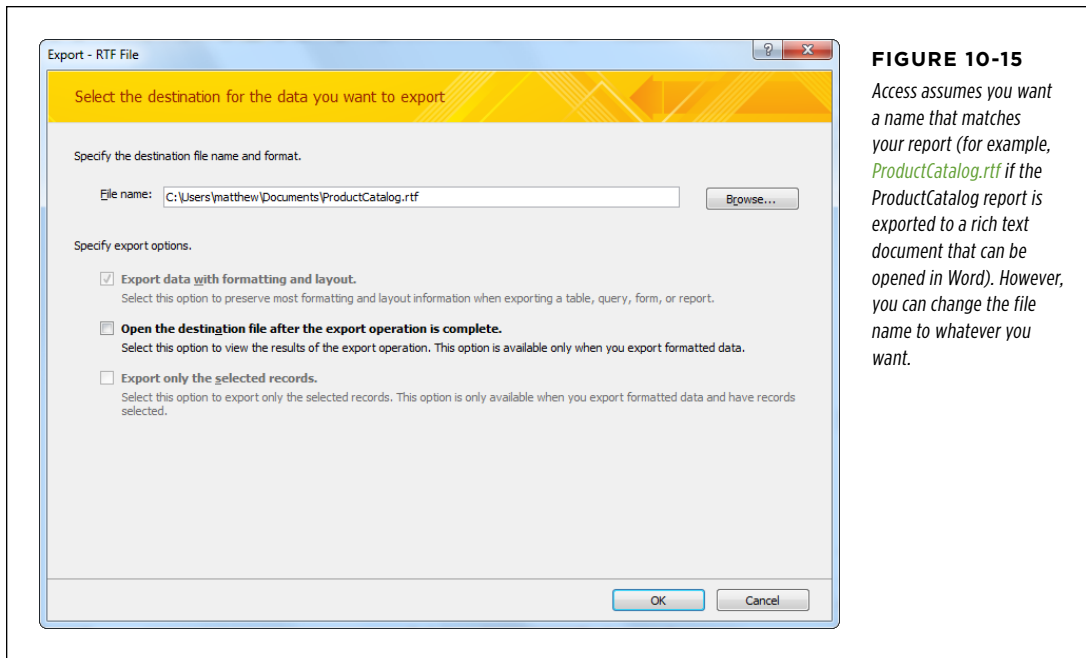 Export - RTF File
Select the destination for the data you want to export
Specify the destination file name and format.
File name: C:\Users\matthew\Documents\ProductCatalog.rtf Browse...
Specify export options.
Export data with formatting and layout.
Select this option to preserve most formatting and layout information when exporting a table, query, form, or report.
Open the destination file after the export operation is complete.
Select this option to view the results of the export operation. This option is available only when you export formatted data.
Export only the selected records.
Select this option to export only the selected records. This option is only available when you export formatted data and have records
selected.
OK Cancel
FIGURE 10-15
Access assumes you want
a name that matches
your report (for example,
ProductCatalog.rtf if the
ProductCatalog report is
exported to a rich text
document that can be
opened in Word). However,
you can change the file
name to whatever you
want.